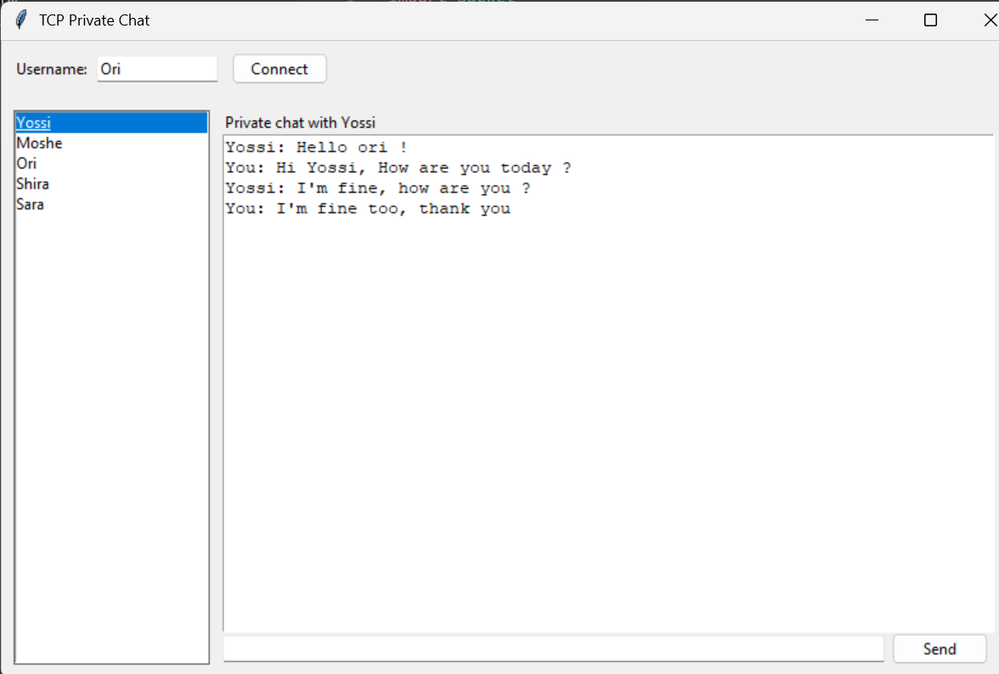 TCP Private Chat
Username: Ori Connect
Yossi
Moshe
Ori
Shira
Sara
Private chat with Yossi
Yossi: Hello ori !
You: Hi Yossi, How are you today ?
Yossi: I'm fine, how are you ?
You: I'm fine too, thank you
Send